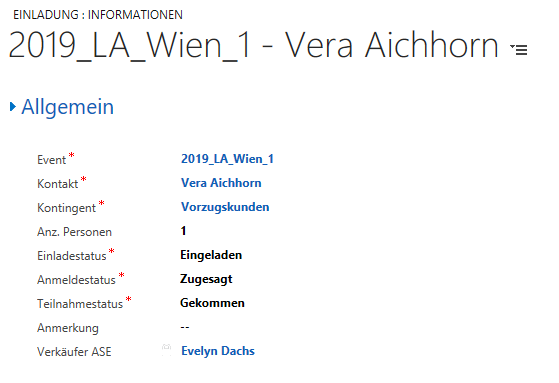 EINLADUNG : INFORMATIONEN
2019_LA_Wien_1 - Vera Aichhorn
Allgemein
Event * 2019_LA_Wien_1
Kontakt * Vera Aichhorn
Kontingent * Vorzugskunden
Anz. Personen 1
Einladestatus * Eingeladen
Anmeldestatus * Zugesagt
Teilnahmestatus * Gekommen
Anmerkung --
Verkäufer ASE Evelyn Dachs